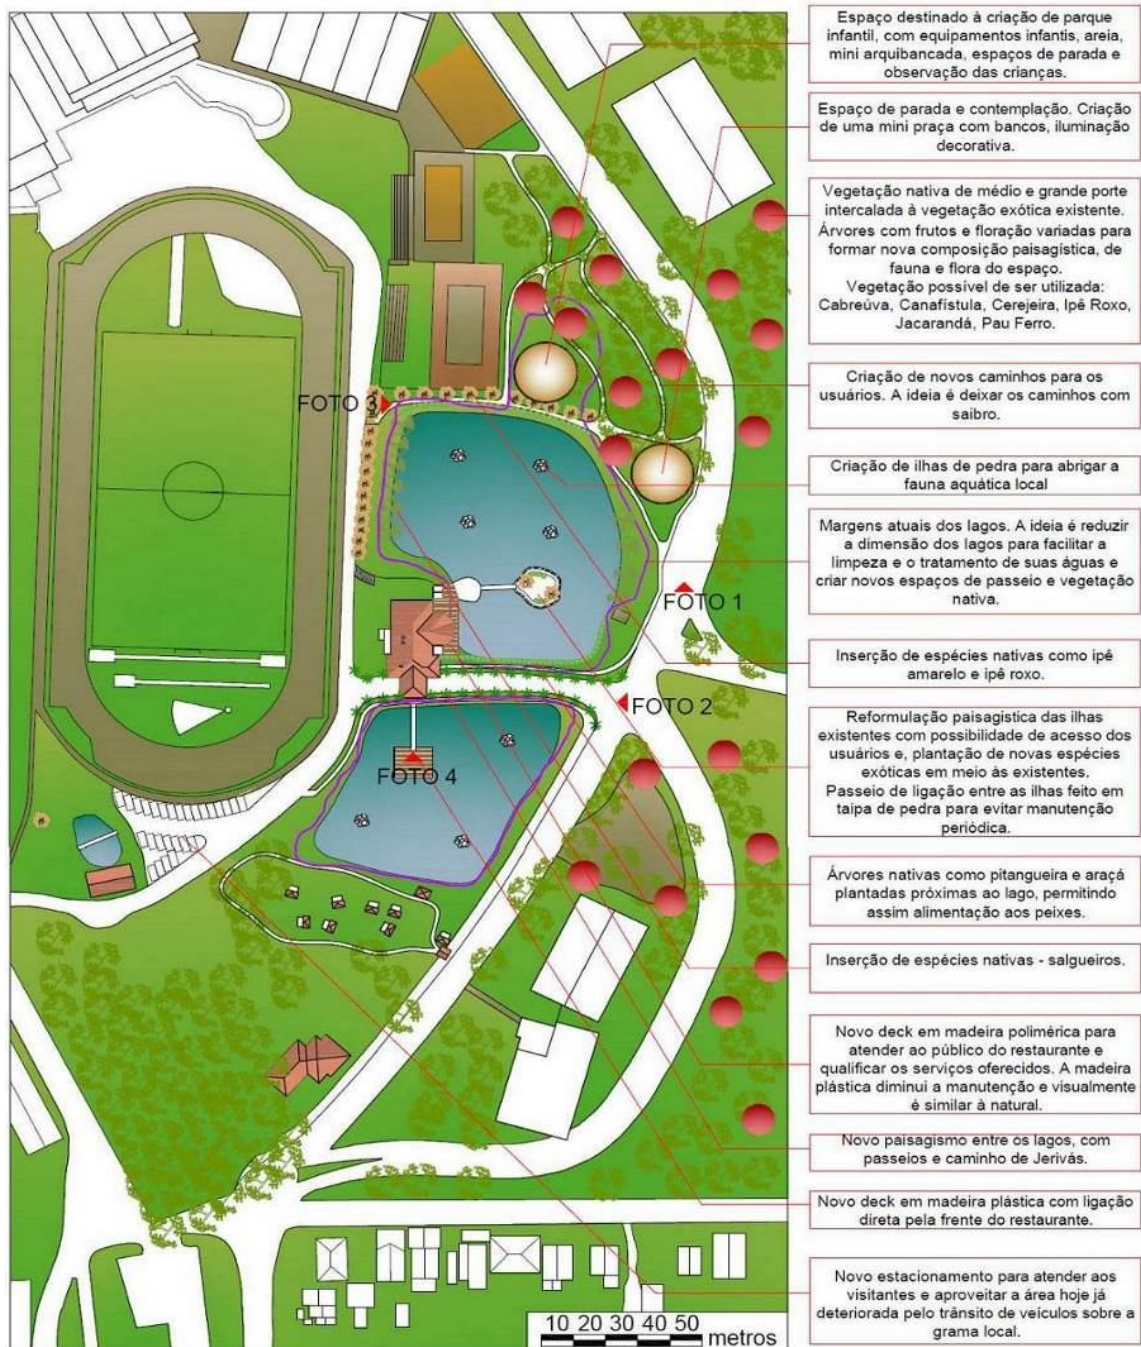 Espaço destinado à criação de parque
infantil, com equipamentos infantis, areia,
mini arquibancada, espaços de parada e
observação das crianças.
Espaço de parada e contemplação. Criação
de uma mini praça com bancos, iluminação
decorativa.
Vegetação nativa de médio e grande porte
intercalada à vegetação exótica existente.
Árvores com frutos e floração variadas para
formar nova composição paisagística, de
fauna e flora do espaço.
Vegetação possível de ser utilizada:
Cabreúva, Canafístula, Cerejeira, Ipê Roxo,
Jacarandá, Pau Ferro.
Criação de novos caminhos para os
usuários. A ideia é deixar os caminhos com
saibro.
Criação de ilhas de pedra para abrigar a
fauna aquática local
Margens atuais dos lagos. A ideia é reduzir
a dimensão dos lagos para facilitar a
limpeza e o tratamento de suas águas e
criar novos espaços de passeio e vegetação
nativa.
Inserção de espécies nativas como ipê
amarelo e ipê roxo.
Reformulação paisagística das ilhas
existentes com possibilidade de acesso dos
usuários e, plantação de novas espécies
exóticas em meio às existentes.
Passeio de ligação entre as ilhas feito em
taipa de pedra para evitar manutenção
periódica.
Árvores nativas como pitangueira e araçá
plantadas próximas ao lago, permitindo
assim alimentação aos peixes.
Inserção de espécies nativas - salgueiros.
Novo deck em madeira polimérica para
atender ao público do restaurante e
qualificar os serviços oferecidos. A madeira
plástica diminui a manutenção e visualmente
é similar à natural.
Novo paisagismo entre os lagos, com
passeios e caminho de Jerivás.
Novo deck em madeira plástica com ligação
direta pela frente do restaurante.
Novo estacionamento para atender aos
visitantes e aproveitar a área hoje já
deteriorada pelo trânsito de veículos sobre a
grama local.
FOTO 3
FOTO 1
FOTO 2
FOTO 4
10 20 30 40 50
metros